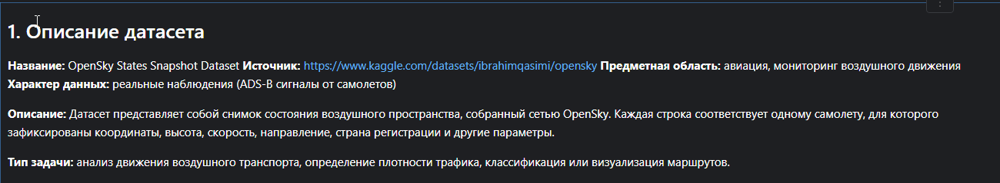 1. Описание датасета
Название: OpenSky States Snapshot Dataset Источник: https://www.kaggle.com/datasets/ibrahimqasimi/opensky Предметная область: авиация, мониторинг воздушного движения
Характер данных: реальные наблюдения (ADS-B сигналы от самолетов)
Описание: Датасет представляет собой снимок состояния воздушного пространства, собранный сетью OpenSky. Каждая строка соответствует одному самолету, для которого
зафиксированы координаты, высота, скорость, направление, страна регистрации и другие параметры.
Тип задачи: анализ движения воздушного транспорта, определение плотности трафика, классификация или визуализация маршрутов.